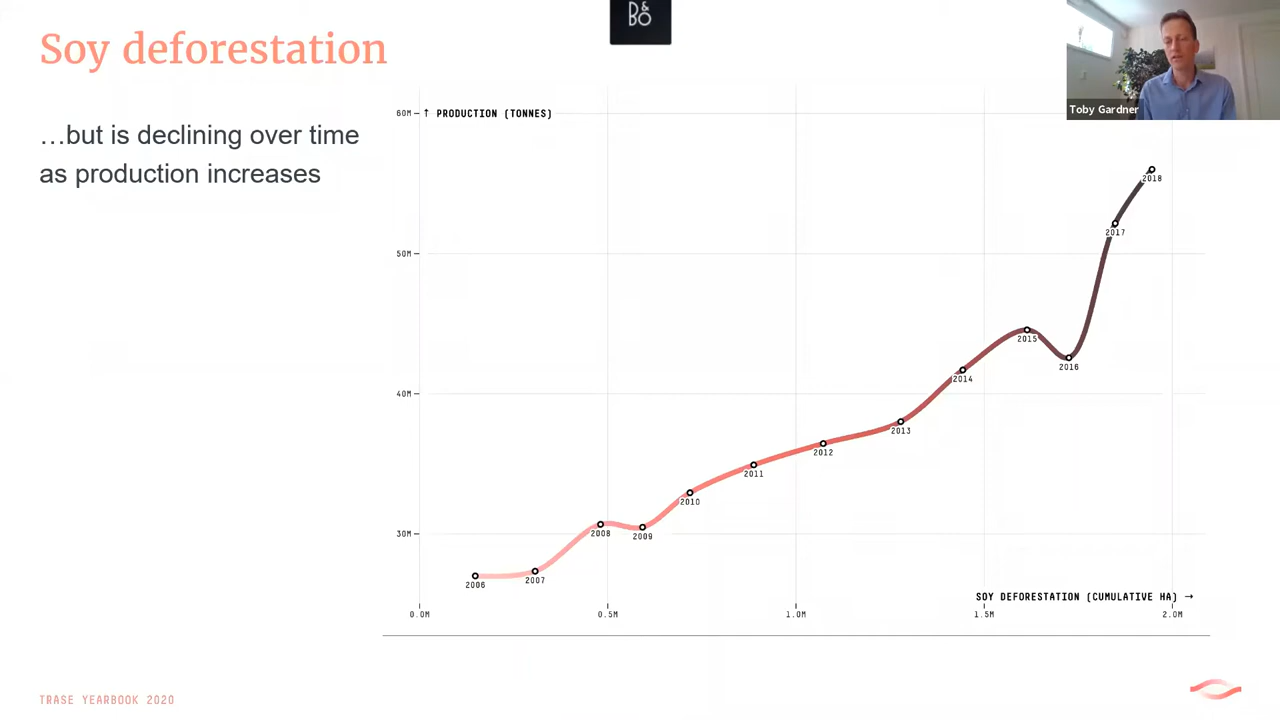 B&O
Soy deforestation
…but is declining over time
as production increases
Toby Gardner
60M
↑ PRODUCTION (TONNES)
50M
40M
30M
2018
2017
2016
2015
2014
2013
2012
2011
2010
2009
2008
2007
2006
SOY DEFORESTATION (CUMULATIVE HA) →
0.0M
0.5M
1.0M
1.5M
2.0M
TRASE YEARBOOK 2020